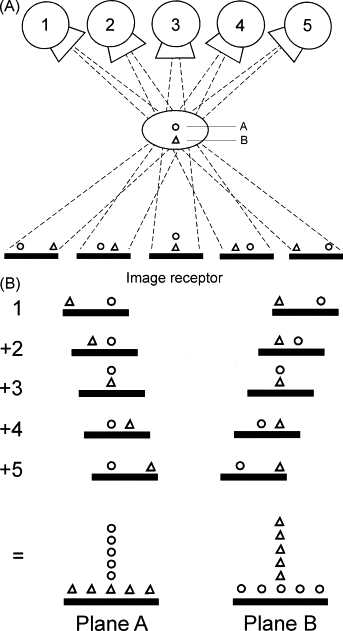 (A)
1 2 3 4 5
A
B
Image receptor
(B)
1
+2
+3
+4
+5
=
Plane A Plane B